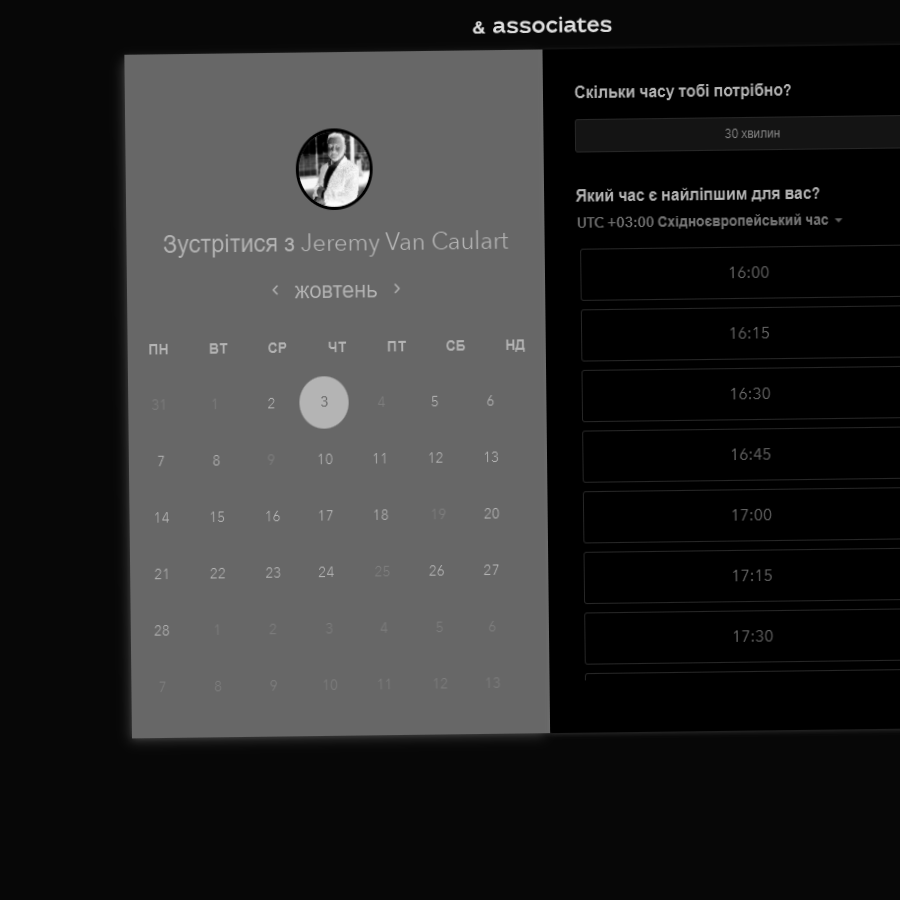 & associates
Зустрітися з Jeremy Van Caulart
жовтень
ПН ВТ СР ЧТ ПТ СБ НД
31 1 2 3 4 5 6
7 8 9 10 11 12 13
14 15 16 17 18 19 20
21 22 23 24 25 26 27
28 1 2 3 4 5 6
7 8 9 10 11 12 13
Скільки часу тобі потрібно?
30 хвилин
Який час є найліпшим для вас?
UTC +03:00 Східноєвропейський час
16:00
16:15
16:30
16:45
17:00
17:15
17:30